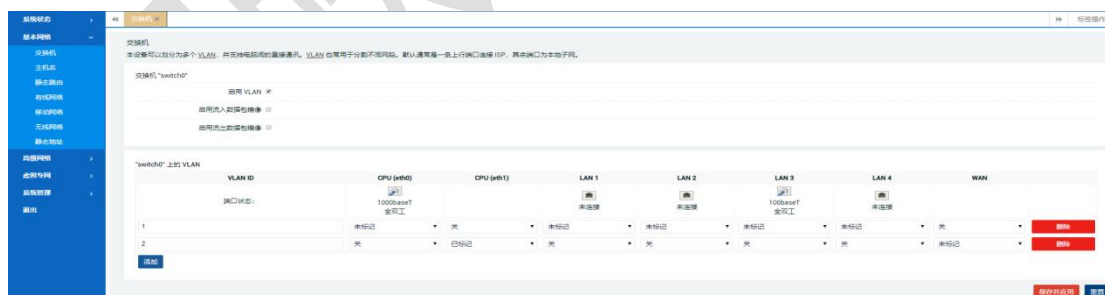 系统状态
基本网络
交换机
主机名
静态路由
有线网络
移动网络
无线网络
静态地址
高级网络
虚拟专网
系统管理
退出
交换机 ×
标签操作
交换机
本设备可以划分为多个 VLAN，并支持电脑间的直接通讯。VLAN 也常用于分割不同网段。默认通常是一条上行端口连接 ISP，其余端口为本地子网。
交换机 "switch0"
启用 VLAN
启用流入数据包镜像
启用流出数据包镜像
"switch0" 上的 VLAN
VLAN ID CPU (eth0) CPU (eth1) LAN 1 LAN 2 LAN 3 LAN 4 WAN
端口状态: 1000baseT 全双工 未连接 未连接 100baseT 全双工 未连接
1 未标记 关 未标记 未标记 未标记 未标记 关 删除
2 关 已标记 关 关 关 关 未标记 删除
添加
保存并应用 重置